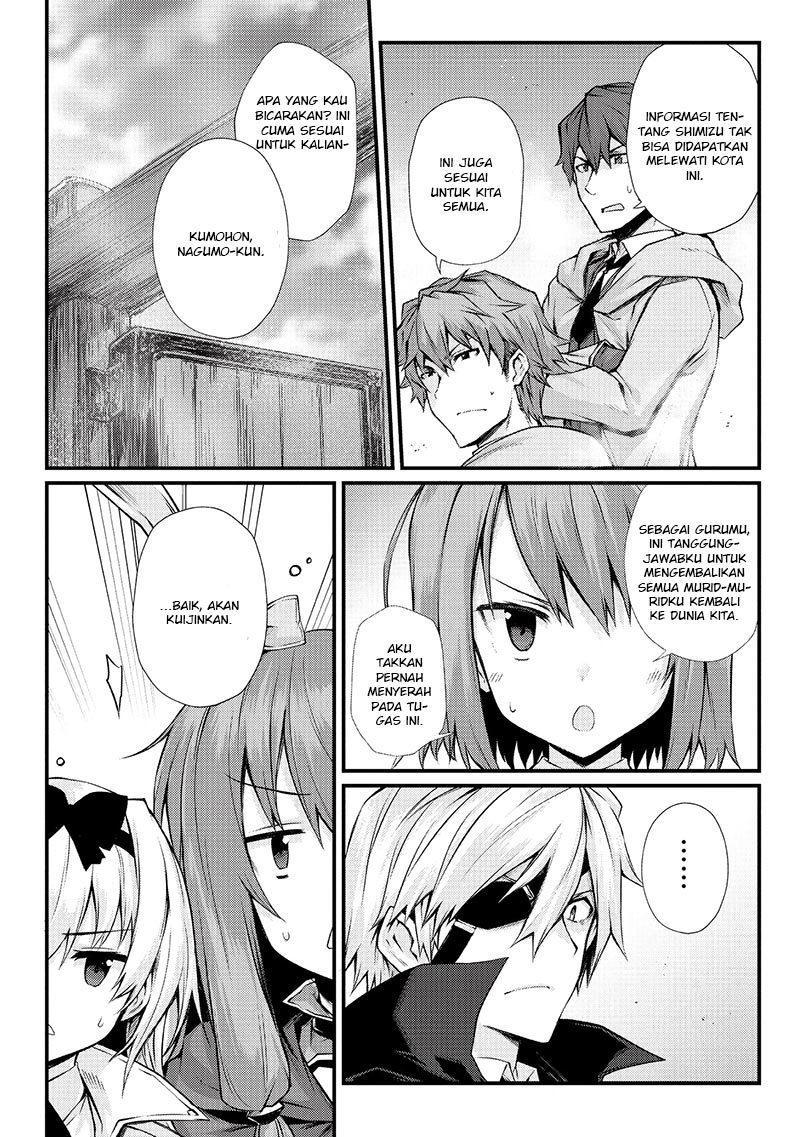 INFORMASI TEN-
TANG SHIMIZU TAK
BISA DIDAPATKAN
MELEWATI KOTA
INI.
INI JUGA
SESUAI
UNTUK KITA
SEMUA.
APA YANG KAU
BICARAKAN? INI
CUMA SESUAI
UNTUK KALIAN-
KUMOHON,
NAGUMO-KUN.
SEBAGAI GURUMU,
INI TANGGUNG-
JAWABKU UNTUK
MENGEMBALIKAN
SEMUA MURID-MU-
RIDKU KEMBALI
KE DUNIA KITA.
AKU
TAKKAN
PERNAH
MENYERAH
PADA TU-
GAS INI.
...BAIK, AKAN
KUIJINKAN.
......